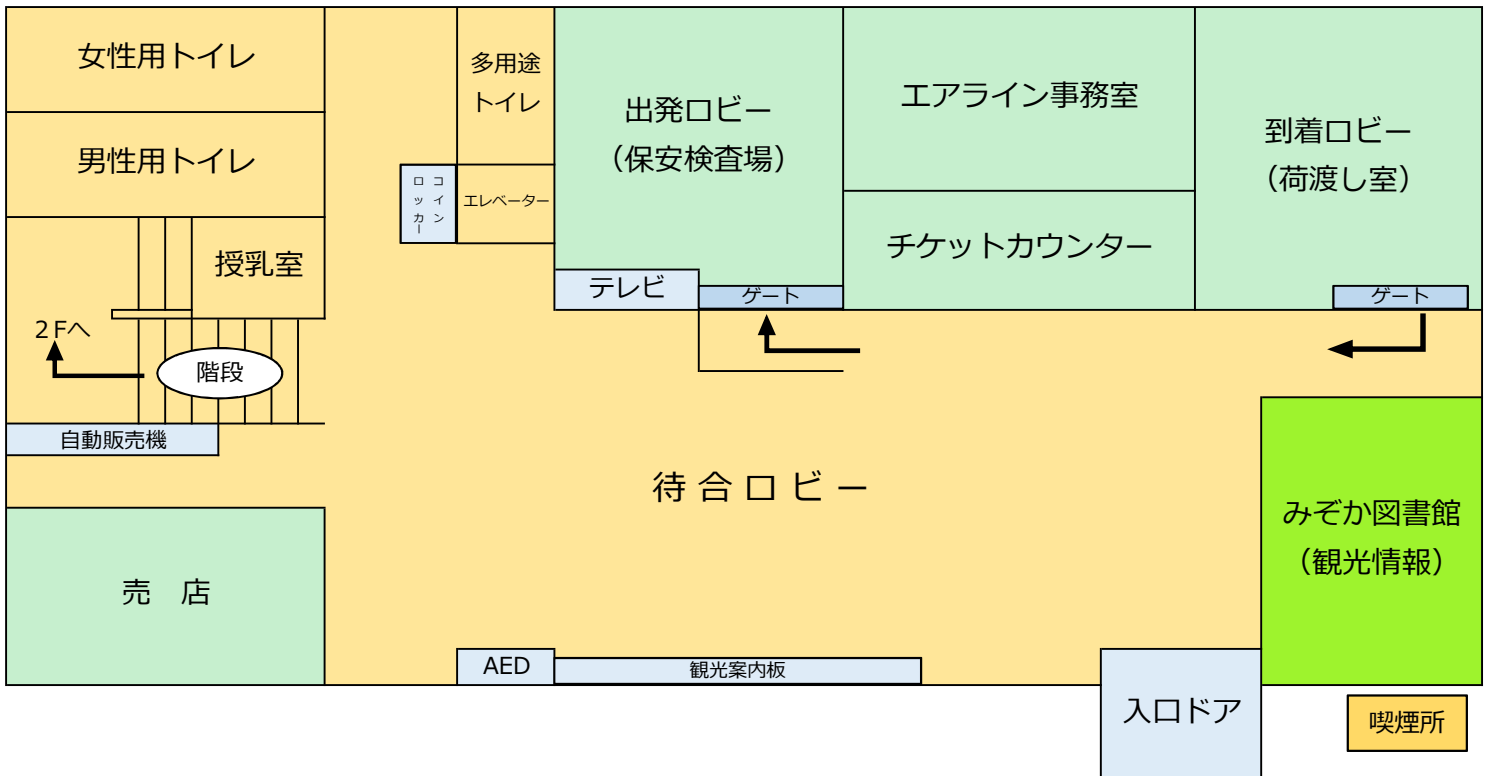 女性用トイレ
男性用トイレ
授乳室
2Fへ
階段
自動販売機
売　店
多用途
トイレ
コイン
ロッカー
エレベーター
出発ロビー
（保安検査場）
テレビ
ゲート
エアライン事務室
チケットカウンター
到着ロビー
（荷渡し室）
ゲート
待合ロビー
みぞか図書館
（観光情報）
AED
観光案内板
入口ドア
喫煙所